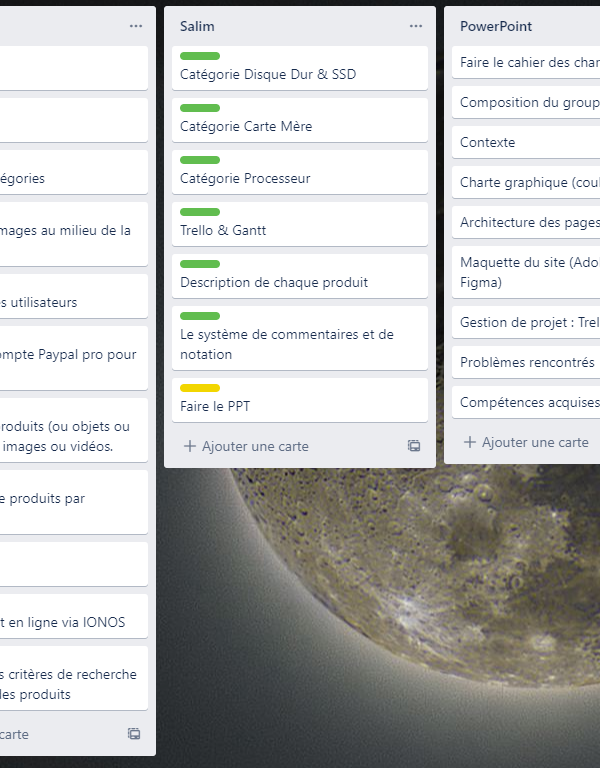 égories
mages au milieu de la
s utilisateurs
ompte Paypal pro pour
roduits (ou objets ou
images ou vidéos.
e produits par
t en ligne via IONOS
s critères de recherche
les produits
carte
Salim
Catégorie Disque Dur & SSD
Catégorie Carte Mère
Catégorie Processeur
Trello & Gantt
Description de chaque produit
Le système de commentaires et de
notation
Faire le PPT
Ajouter une carte
PowerPoint
Faire le cahier des char
Composition du group
Contexte
Charte graphique (coul
Architecture des pages
Maquette du site (Ado
Figma)
Gestion de projet : Trel
Problèmes rencontrés
Compétences acquises
Ajouter une carte